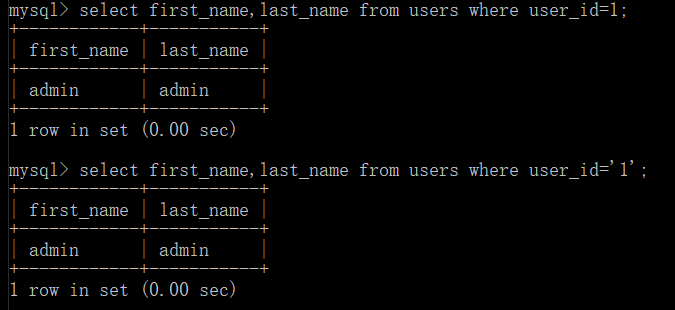 mysql> select first_name,last_name from users where user_id=1;
+------------+-----------+
| first_name | last_name |
+------------+-----------+
| admin      | admin     |
+------------+-----------+
1 row in set (0.00 sec)
mysql> select first_name,last_name from users where user_id='1';
+------------+-----------+
| first_name | last_name |
+------------+-----------+
| admin      | admin     |
+------------+-----------+
1 row in set (0.00 sec)